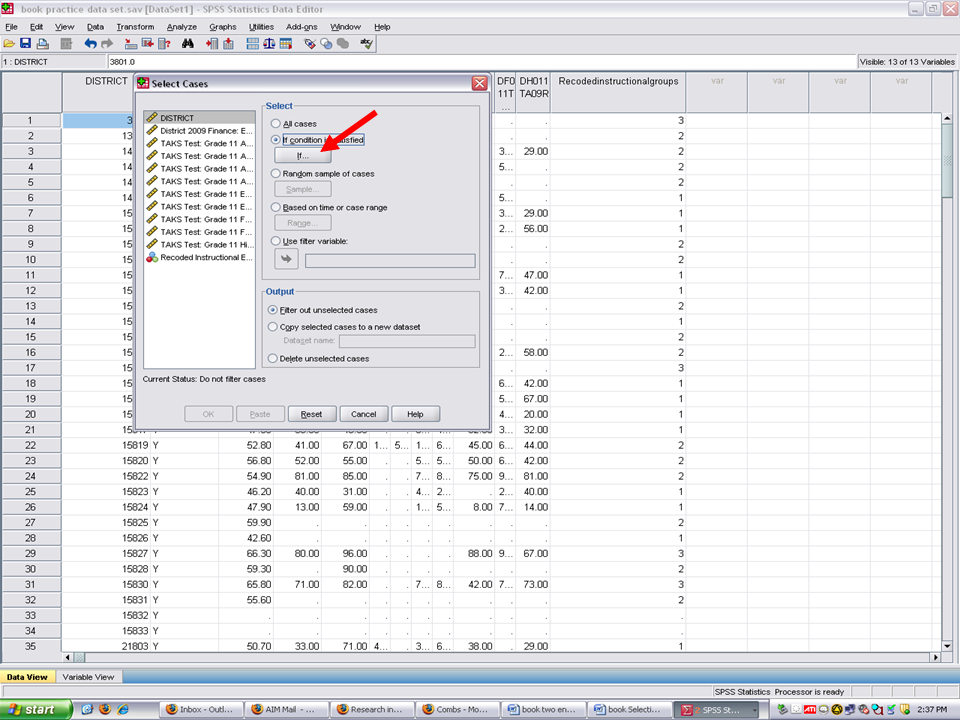 book practice data set.sav [DataSet1] - SPSS Statistics Data Editor
File Edit View Data Transform Analyze Graphs Utilities Add-ons Window Help
1 : DISTRICT 3801.0 Visible: 13 of 13 Variables
DISTRICT DF0 11T ... DH011 TA09R Recodedinstructionalgroups var var var var
Select Cases
DISTRICT
District 2009 Finance: E...
TAKS Test: Grade 11 A...
TAKS Test: Grade 11 A...
TAKS Test: Grade 11 A...
TAKS Test: Grade 11 A...
TAKS Test: Grade 11 E...
TAKS Test: Grade 11 E...
TAKS Test: Grade 11 F...
TAKS Test: Grade 11 F...
TAKS Test: Grade 11 Hi...
Recoded Instructional E...
Select
All cases
If condition is satisfied
If...
Random sample of cases
Sample...
Based on time or case range
Range...
Use filter variable:
Output
Filter out unselected cases
Copy selected cases to a new dataset
Dataset name:
Delete unselected cases
Current Status: Do not filter cases
OK Paste Reset Cancel Help
1 3 . . 3
2 13 . . 2
3 14 3... 29.00 2
4 14 5... . 2
5 14 . . 2
6 14 5... . 1
7 15 3... 29.00 1
8 15 2... 56.00 1
9 15 . . 2
10 15 . . 2
11 15 7... 47.00 1
12 15 3... 42.00 1
13 15 . . 2
14 15 . . 1
15 15 . . 2
16 15 2... 58.00 2
17 15 . . 3
18 15 6... 42.00 1
19 15 5... 67.00 1
20 15 4... 20.00 1
21 3... 32.00 1
22 15819 Y 52.80 41.00 67.00 1... 5... 1... 6... 45.00 6... 44.00 2
23 15820 Y 56.80 52.00 55.00 . . 5... 5... 50.00 6... 42.00 2
24 15822 Y 54.90 81.00 85.00 . . 7... 8... 75.00 9... 81.00 2
25 15823 Y 46.20 40.00 31.00 . . 4... 2... . 2... 40.00 1
26 15824 Y 47.90 13.00 59.00 . . 1... 5... 8.00 7... 14.00 1
27 15825 Y 59.90 . . . . . . . . . 2
28 15826 Y 42.60 . . . . . . . . . 1
29 15827 Y 66.30 80.00 96.00 . . . . 88.00 9... 67.00 3
30 15828 Y 59.30 . 90.00 . . . . . . . 2
31 15830 Y 65.80 71.00 82.00 . . 7... 8... 42.00 7... 73.00 3
32 15831 Y 55.60 . . . . . . . . . 2
33 15832 Y . . . . . . . . . . .
34 15833 Y . . . . . . . . . . .
35 21803 Y 50.70 33.00 71.00 4... . 3... 6... 38.00 . 29.00 1
Data View Variable View
SPSS Statistics Processor is ready
start Inbox - Outl... AIM Mail - ... Research in... Combs - Mo... book two en... book Selecti... *SPSS St... 2:37 PM